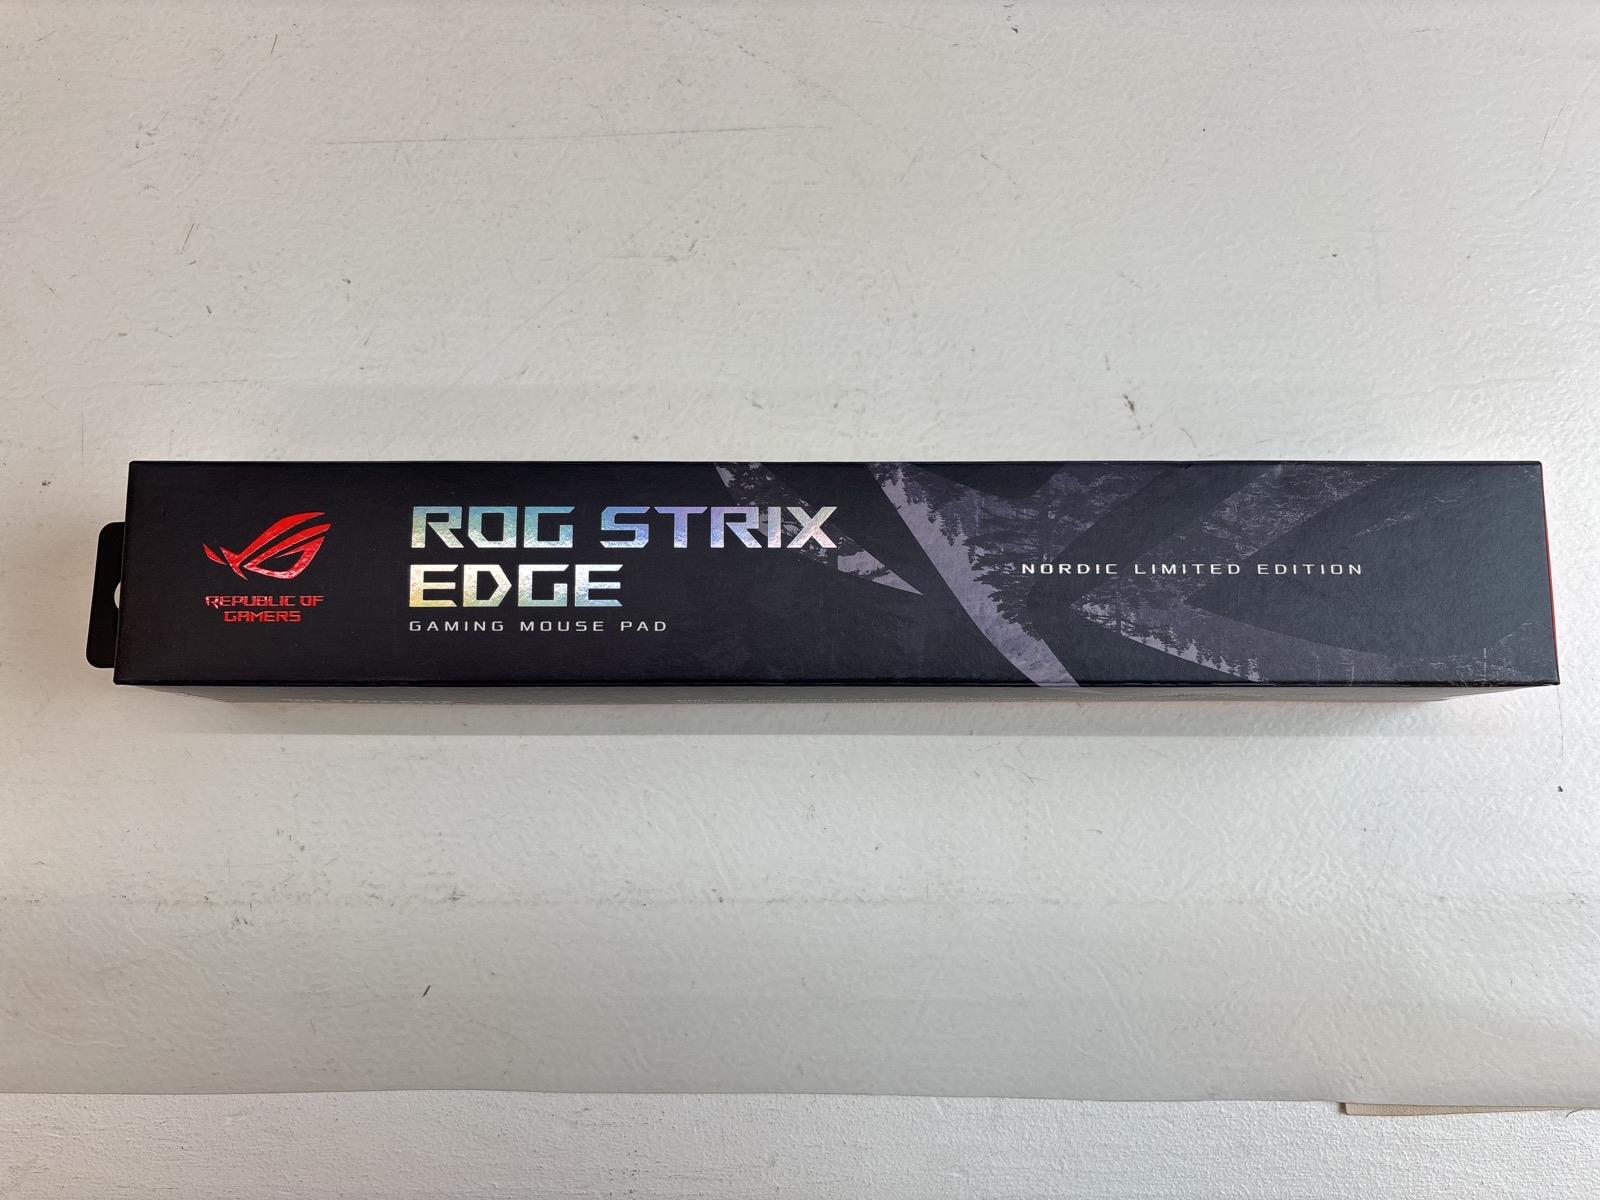 REPUBLIC OF
GAMERS
ROG STRIX
EDGE
GAMING MOUSE PAD
NORDIC LIMITED EDITION